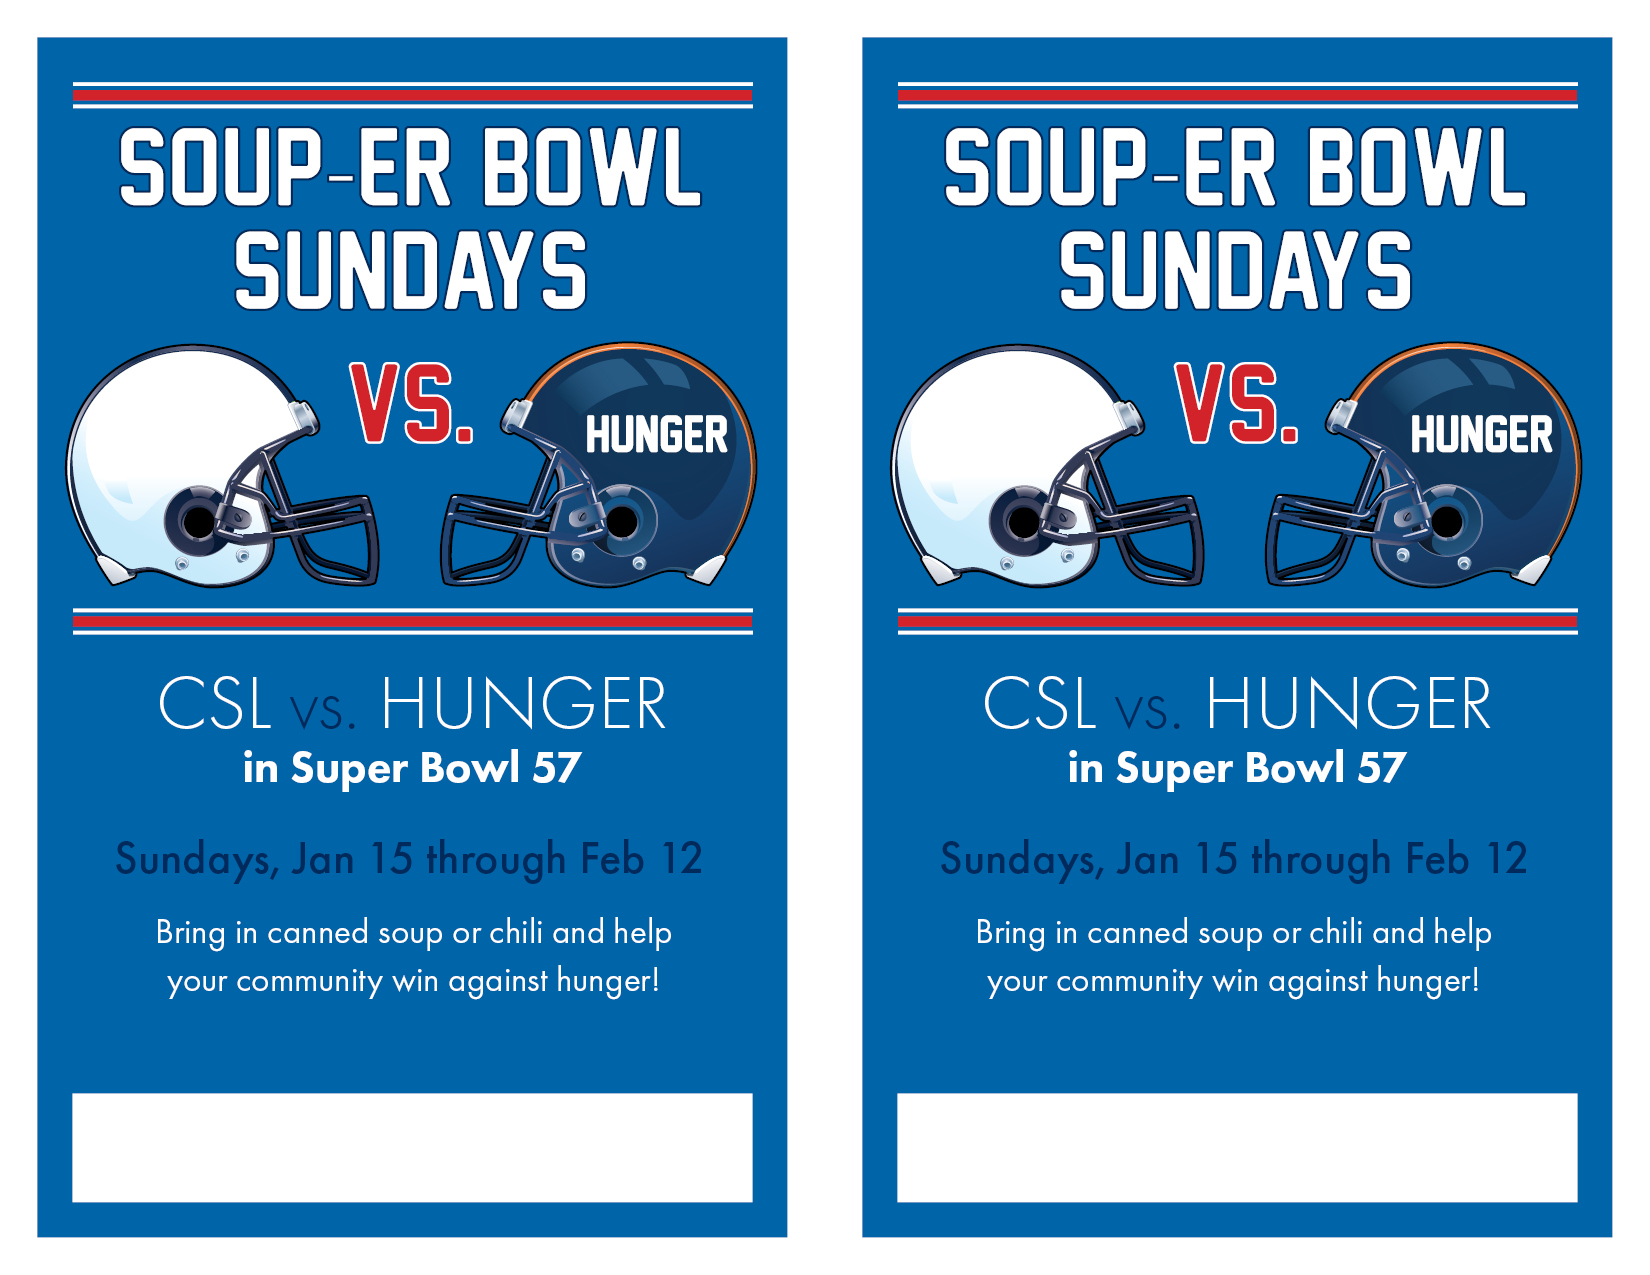 SOUP-ER BOWL
SUNDAYS
VS.
HUNGER
CSL vs. HUNGER
in Super Bowl 57
Sundays, Jan 15 through Feb 12
Bring in canned soup or chili and help
your community win against hunger!
SOUP-ER BOWL
SUNDAYS
VS.
HUNGER
CSL vs. HUNGER
in Super Bowl 57
Sundays, Jan 15 through Feb 12
Bring in canned soup or chili and help
your community win against hunger!